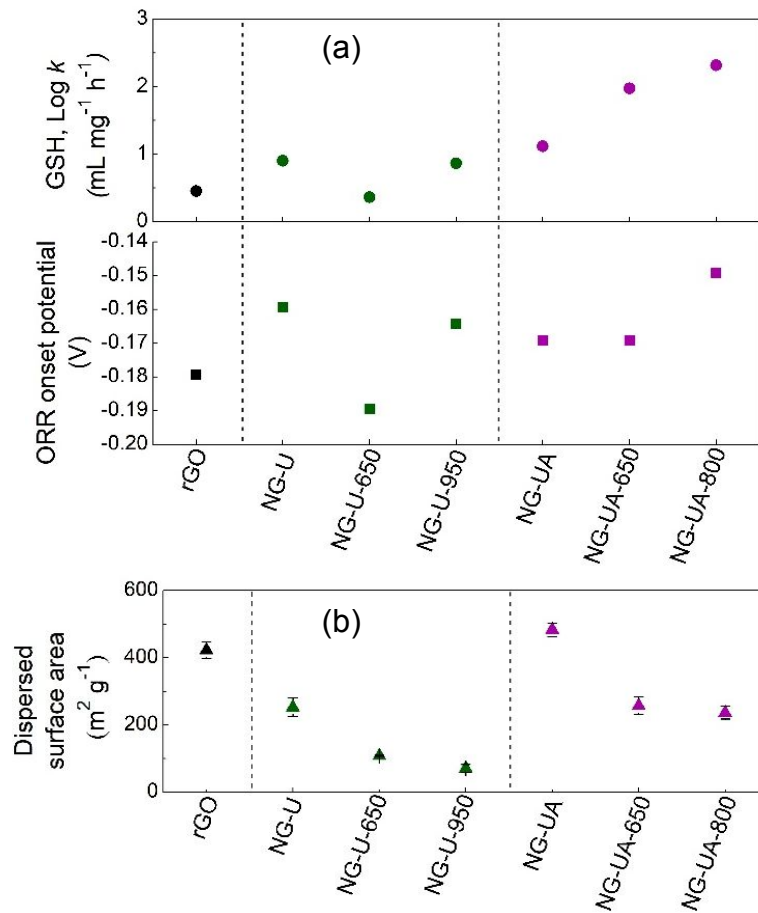 (a)
GSH, Log k
(mL mg⁻¹ h⁻¹)
3
2
1
0
ORR onset potential
(V)
-0.14
-0.15
-0.16
-0.17
-0.18
-0.19
-0.20
rGO
NG-U
NG-U-650
NG-U-950
NG-UA
NG-UA-650
NG-UA-800
(b)
Dispersed
surface area
(m² g⁻¹)
600
400
200
0
rGO
NG-U
NG-U-650
NG-U-950
NG-UA
NG-UA-650
NG-UA-800